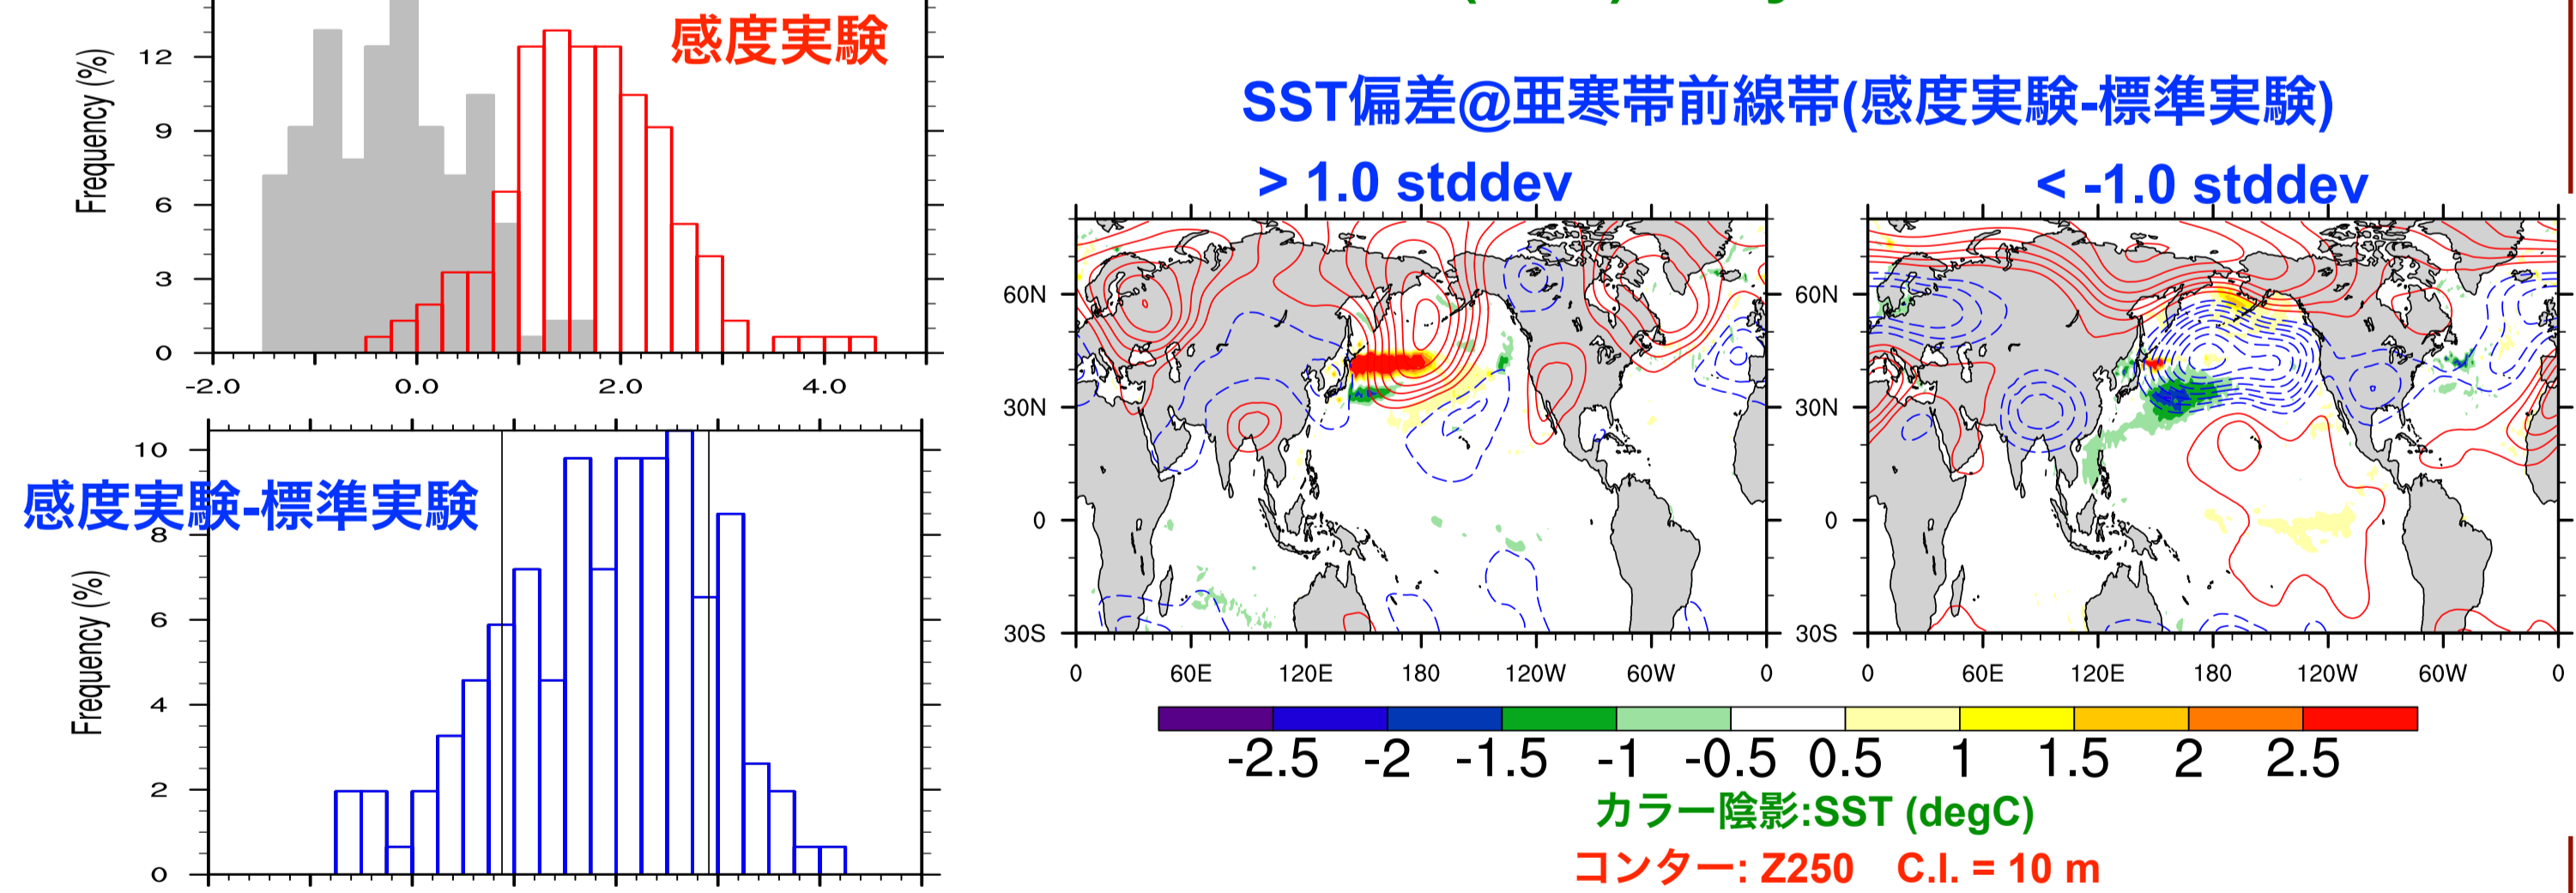 感度実験
Frequency (%)
12
9
6
3
0
-2.0 0.0 2.0 4.0
感度実験-標準実験
Frequency (%)
10
8
6
4
2
0
SST偏差@亜寒帯前線帯(感度実験-標準実験)
> 1.0 stddev
< -1.0 stddev
60N
30N
0
30S
0 60E 120E 180 120W 60W 0
60N
30N
0
30S
0 60E 120E 180 120W 60W 0
-2.5 -2 -1.5 -1 -0.5 0.5 1 1.5 2 2.5
カラー陰影:SST (degC)
コンター: Z250 C.I. = 10 m